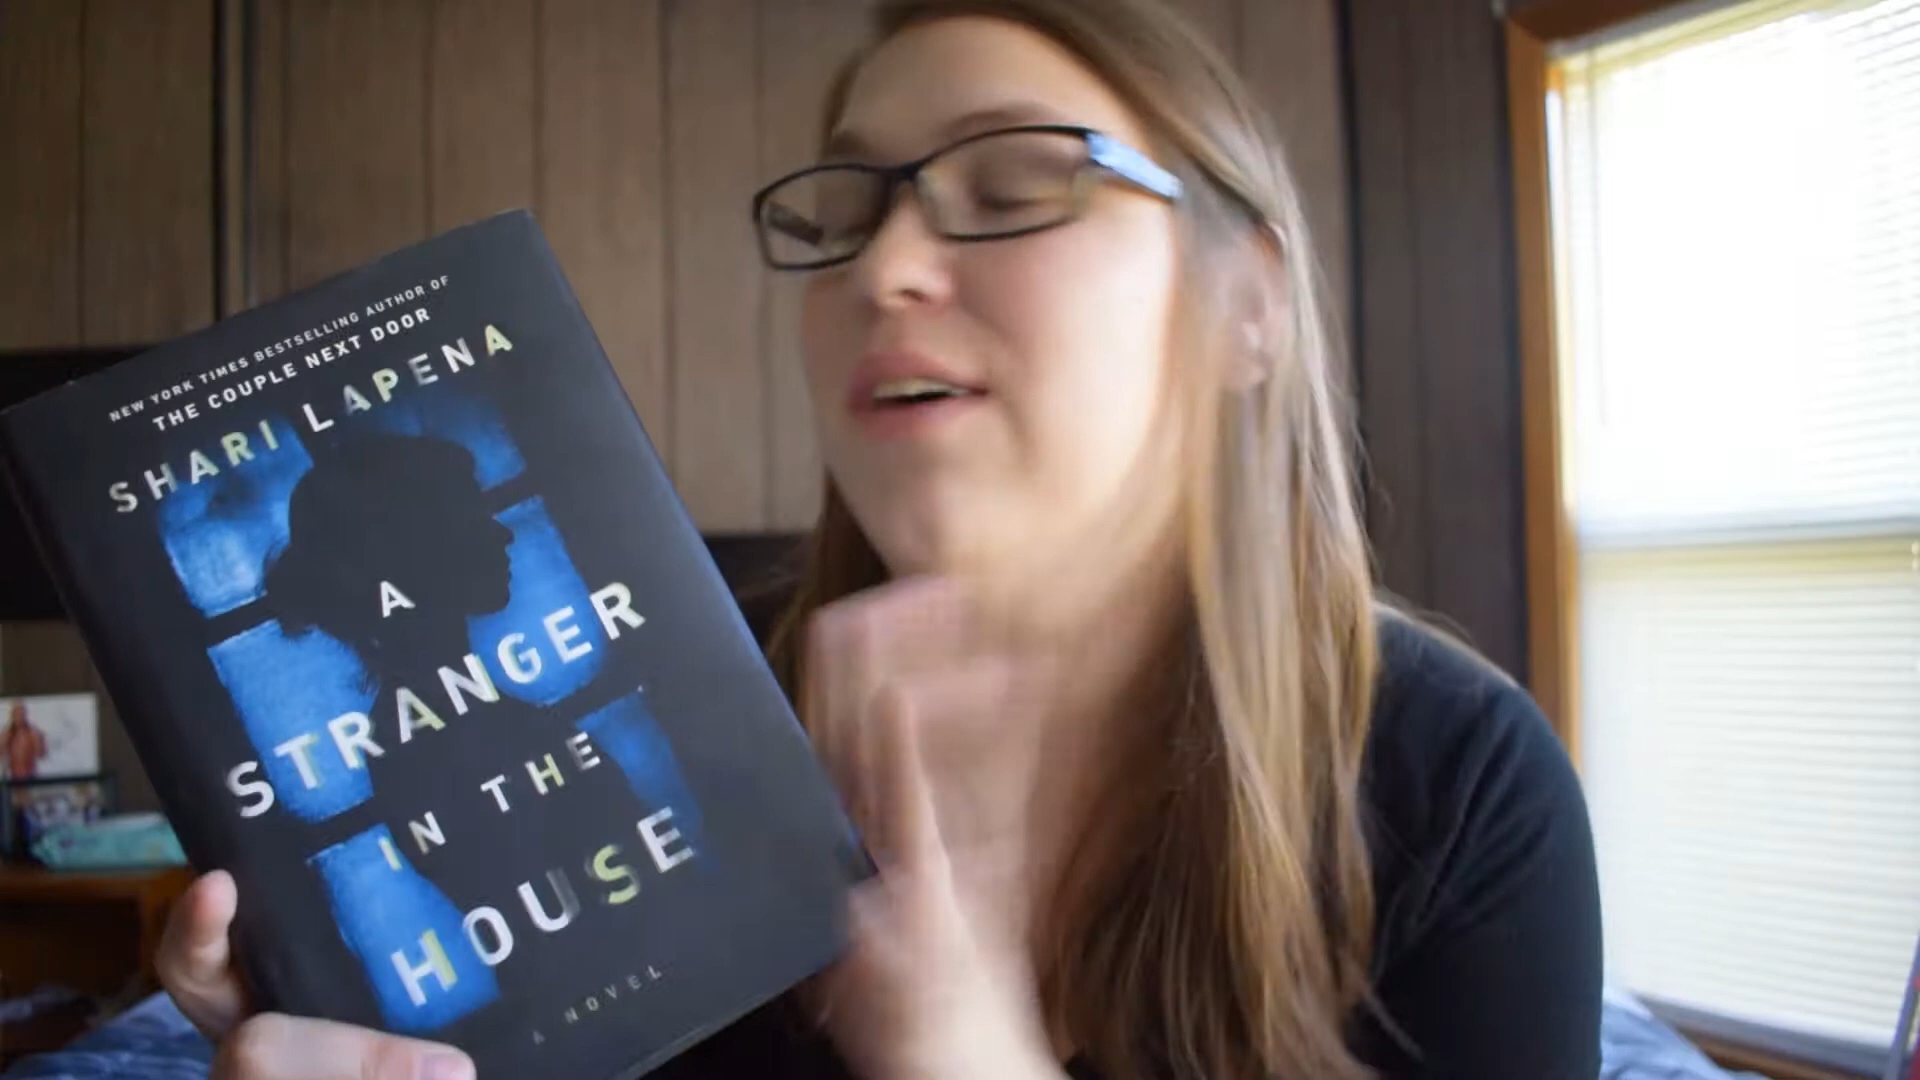 NEW YORK TIMES BESTSELLING AUTHOR OF
THE COUPLE NEXT DOOR
SHARI LAPENA
A
STRANGER
IN THE
HOUSE
A NOVEL